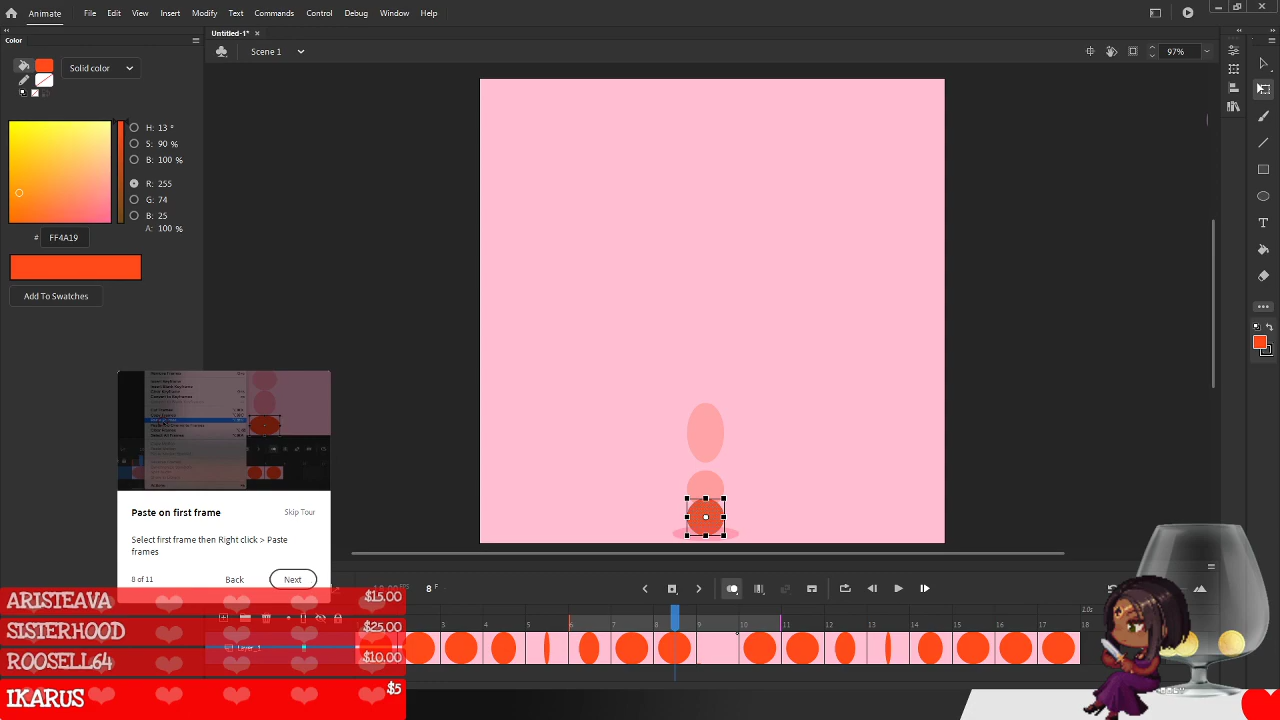 Animate File Edit View Insert Modify Text Commands Control Debug Window Help
Color
Untitled-1* ×
Scene 1
97%
Solid color
H: 13 °
S: 90 %
B: 100 %
R: 255
G: 74
B: 25
A: 100 %
# FF4A19
Add To Swatches
Paste on first frame
Skip Tour
Select first frame then Right click > Paste
frames
8 of 11
Back
Next
FPS
8 F
2.0s
3 4 5 6 7 8 9 10 11 12 13 14 15 16 17 18
Layer_1
ARISTEAVA $15.00
SISTERHOOD $25.00
ROOSELL64 $10.00
IKARUS $5